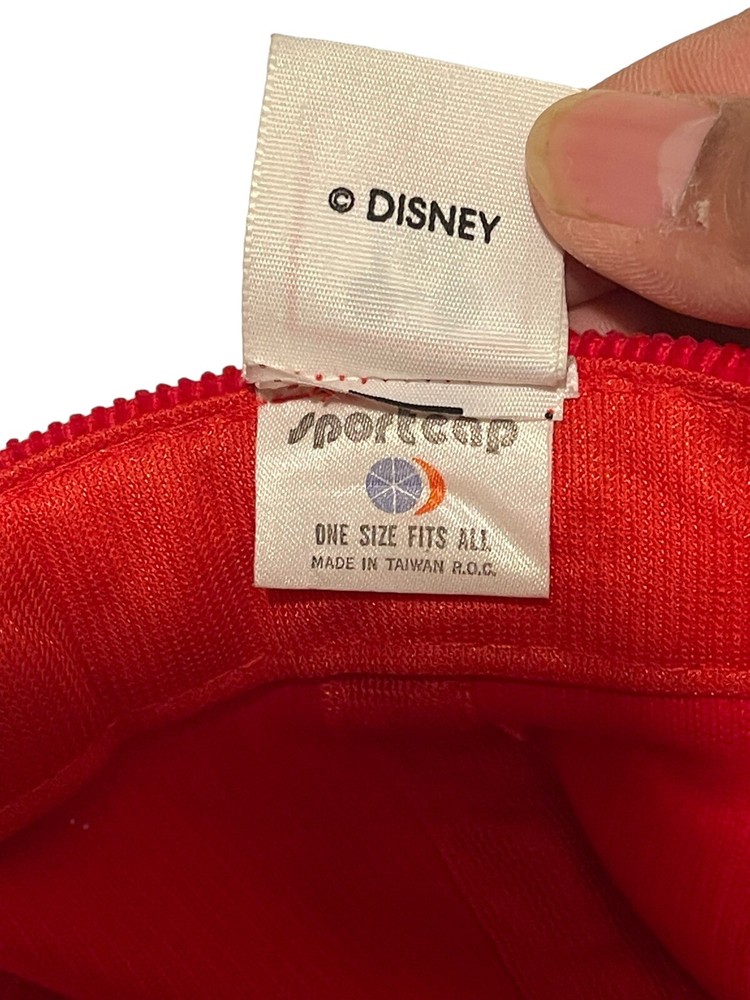 © DISNEY
sportcap
ONE SIZE FITS ALL
MADE IN TAIWAN R.O.C.